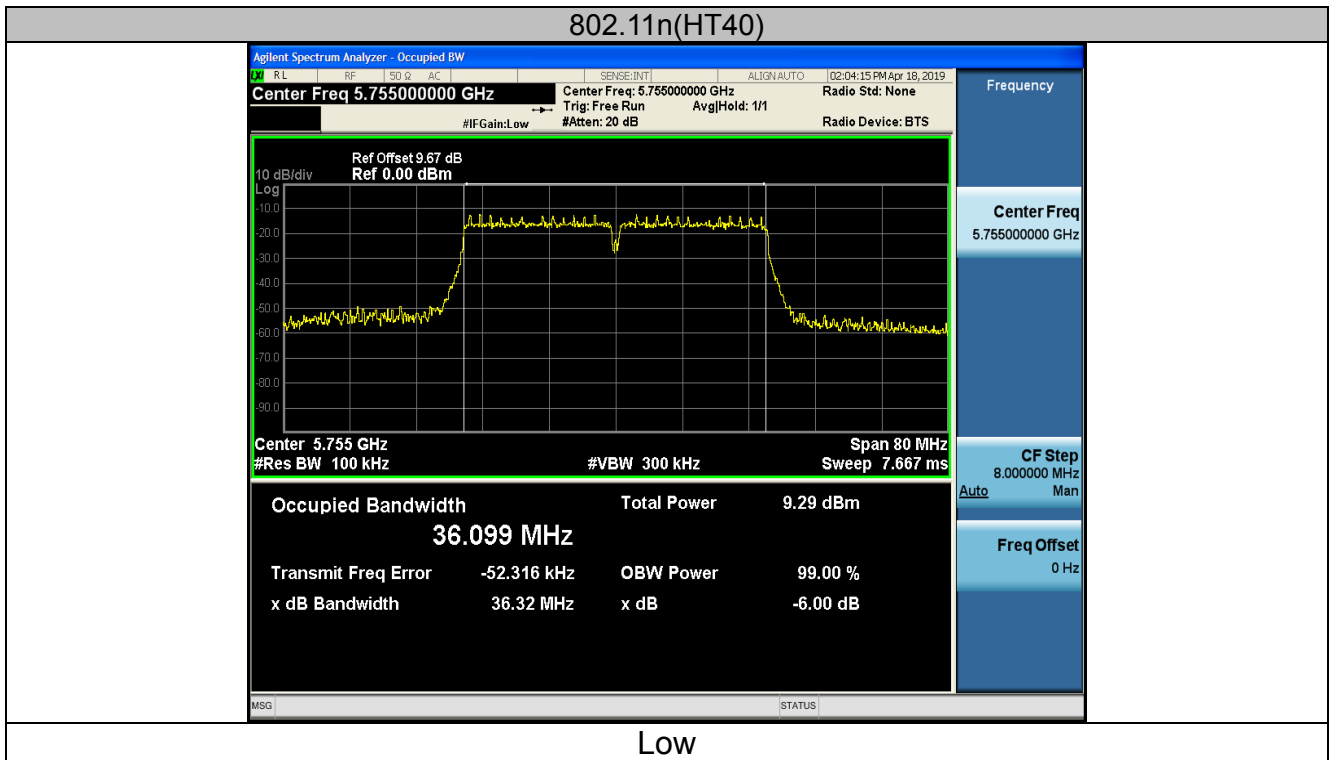 802.11n(HT40)
Agilent Spectrum Analyzer - Occupied BW
LXI RL RF 50 Ω AC SENSE:INT ALIGN AUTO 02:04:15 PM Apr 18, 2019
Center Freq 5.755000000 GHz
Center Freq: 5.755000000 GHz
Radio Std: None
Trig: Free Run Avg|Hold: 1/1
#IFGain:Low #Atten: 20 dB Radio Device: BTS
Frequency
Ref Offset 9.67 dB
10 dB/div Ref 0.00 dBm
Log
-10.0
-20.0
-30.0
-40.0
-50.0
-60.0
-70.0
-80.0
-90.0
Center 5.755 GHz Span 80 MHz
#Res BW 100 kHz #VBW 300 kHz Sweep 7.667 ms
Center Freq
5.755000000 GHz
CF Step
8.000000 MHz
Auto Man
Freq Offset
0 Hz
Occupied Bandwidth Total Power 9.29 dBm
36.099 MHz
Transmit Freq Error -52.316 kHz OBW Power 99.00 %
x dB Bandwidth 36.32 MHz x dB -6.00 dB
MSG STATUS
Low